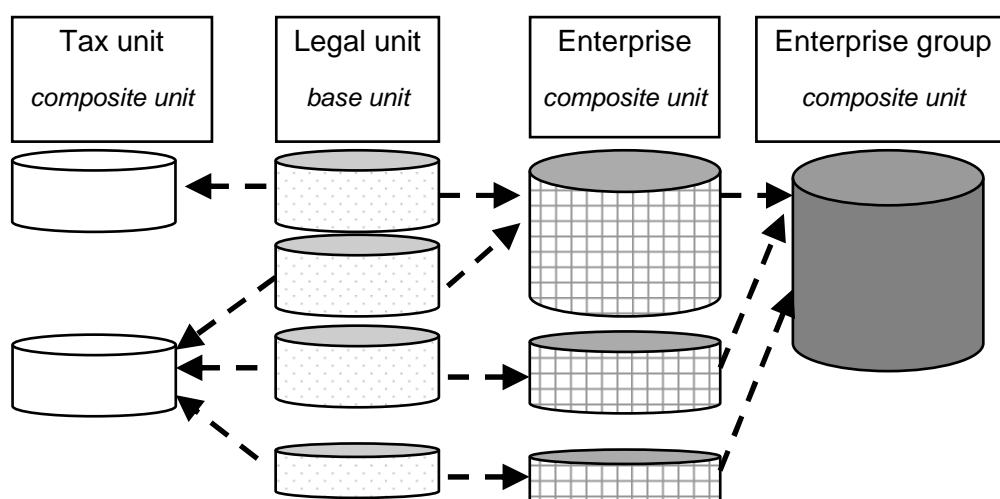 Tax unit
composite unit
Legal unit
base unit
Enterprise
composite unit
Enterprise group
composite unit